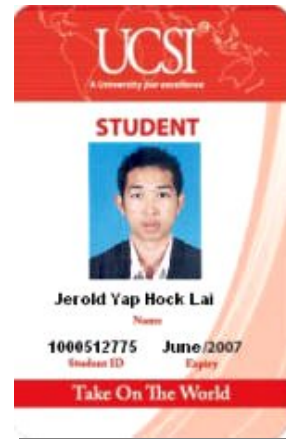 UCSI
A University for excellence
STUDENT
Jerold Yap Hock Lai
Name
1000512775 June/2007
Student ID Expiry
Take On The World